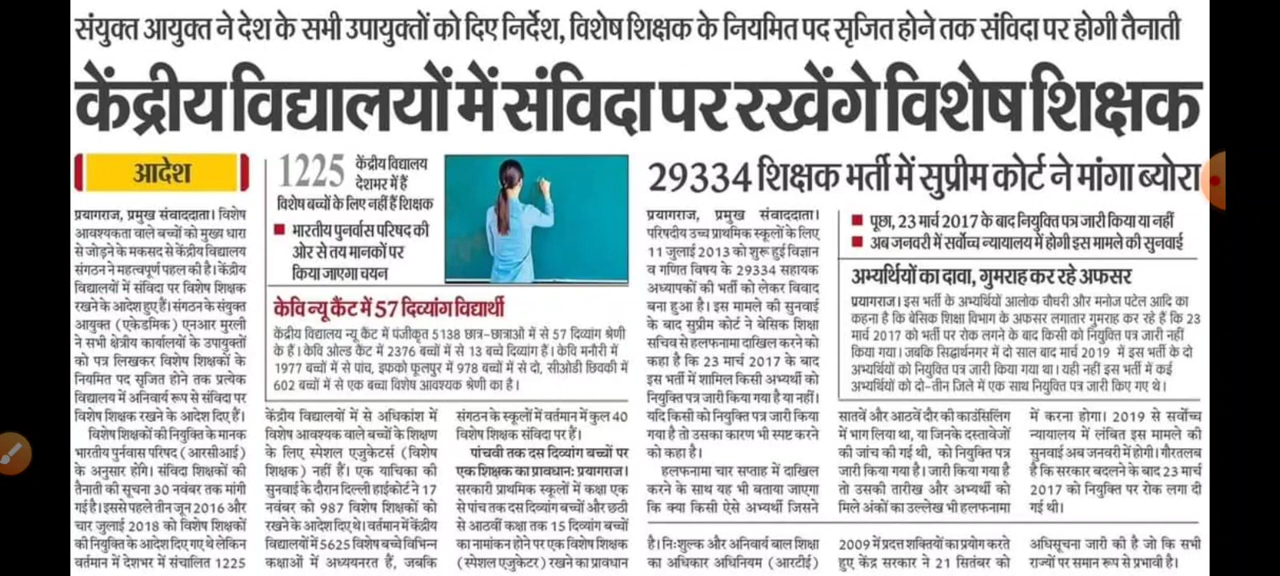 संयुक्त आयुक्त ने देश के सभी उपायुक्तों को दिए निर्देश, विशेष शिक्षक के नियमित पद सृजित होने तक संविदा पर होगी तैनाती
केंद्रीय विद्यालयों में संविदा पर रखेंगे विशेष शिक्षक
आदेश
प्रयागराज, प्रमुख संवाददाता। विशेष
आवश्यकता वाले बच्चों को मुख्य धारा
से जोड़ने के मकसद से केंद्रीय विद्यालय
संगठन ने महत्वपूर्ण पहल की है। केंद्रीय
विद्यालयों में संविदा पर विशेष शिक्षक
रखने के आदेश हुए हैं। संगठन के संयुक्त
आयुक्त (एकेडमिक) एनआर मुरली
ने सभी क्षेत्रीय कार्यालयों के उपायुक्तों
को पत्र लिखकर विशेष शिक्षकों के
नियमित पद सृजित होने तक प्रत्येक
विद्यालय में अनिवार्य रूप से संविदा पर
विशेष शिक्षक रखने के आदेश दिए हैं।
विशेष शिक्षकों की नियुक्ति के मानक
भारतीय पुर्नवास परिषद (आरसीआई)
के अनुसार होंगे। संविदा शिक्षकों की
तैनाती की सूचना 30 नवंबर तक मांगी
गई है। इससे पहले तीन जून 2016 और
चार जुलाई 2018 को विशेष शिक्षकों
की नियुक्ति के आदेश दिए गए थे लेकिन
वर्तमान में देशभर में संचालित 1225
1225 केंद्रीय विद्यालय
देशभर में हैं
विशेष बच्चों के लिए नहीं हैं शिक्षक
भारतीय पुनर्वास परिषद की
ओर से तय मानकों पर
किया जाएगा चयन
केवि न्यू कैंट में 57 दिव्यांग विद्यार्थी
केंद्रीय विद्यालय न्यू कैंट में पंजीकृत 5138 छात्र-छात्राओं में से 57 दिव्यांग श्रेणी
के हैं। केवि ओल्ड कैंट में 2376 बच्चों में से 13 बच्चे दिव्यांग हैं। केवि मनौरी में
1977 बच्चों में से पांच, इफको फूलपुर में 978 बच्चों में से दो, सीओडी छिवकी में
602 बच्चों में से एक बच्चा विशेष आवश्यक श्रेणी का है।
केंद्रीय विद्यालयों में से अधिकांश में
विशेष आवश्यक वाले बच्चों के शिक्षण
के लिए स्पेशल एजुकेटर्स (विशेष
शिक्षक) नहीं हैं। एक याचिका की
सुनवाई के दौरान दिल्ली हाईकोर्ट ने 17
नवंबर को 987 विशेष शिक्षकों को
रखने के आदेश दिए थे। वर्तमान में केंद्रीय
विद्यालयों में 5625 विशेष बच्चे विभिन्न
कक्षाओं में अध्ययनरत हैं, जबकि
संगठन के स्कूलों में वर्तमान में कुल 40
विशेष शिक्षक संविदा पर हैं।
पांचवी तक दस दिव्यांग बच्चों पर
एक शिक्षक का प्रावधान: प्रयागराज।
सरकारी प्राथमिक स्कूलों में कक्षा एक
से पांच तक दस दिव्यांग बच्चों और छठी
से आठवीं कक्षा तक 15 दिव्यांग बच्चों
का नामांकन होने पर एक विशेष शिक्षक
(स्पेशल एजुकेटर) रखने का प्रावधान
29334 शिक्षक भर्ती में सुप्रीम कोर्ट ने मांगा ब्योरा
प्रयागराज, प्रमुख संवाददाता।
परिषदीय उच्च प्राथमिक स्कूलों के लिए
11 जुलाई 2013 को शुरू हुई विज्ञान
व गणित विषय के 29334 सहायक
अध्यापकों की भर्ती को लेकर विवाद
बना हुआ है। इस मामले की सुनवाई
के बाद सुप्रीम कोर्ट ने बेसिक शिक्षा
सचिव से हलफनामा दाखिल करने को
कहा है कि 23 मार्च 2017 के बाद
इस भर्ती में शामिल किसी अभ्यर्थी को
नियुक्ति पत्र जारी किया गया है या नहीं।
यदि किसी को नियुक्ति पत्र जारी किया
गया है तो उसका कारण भी स्पष्ट करने
को कहा है।
हलफनामा चार सप्ताह में दाखिल
करने के साथ यह भी बताया जाएगा
कि क्या किसी ऐसे अभ्यर्थी जिसने
पूछा, 23 मार्च 2017 के बाद नियुक्ति पत्र जारी किया या नहीं
अब जनवरी में सर्वोच्च न्यायालय में होगी इस मामले की सुनवाई
अभ्यर्थियों का दावा, गुमराह कर रहे अफसर
प्रयागराज। इस भर्ती के अभ्यर्थियों आलोक चौधरी और मनोज पटेल आदि का
कहना है कि बेसिक शिक्षा विभाग के अफसर लगातार गुमराह कर रहे हैं कि 23
मार्च 2017 को भर्ती पर रोक लगने के बाद किसी को नियुक्ति पत्र जारी नहीं
किया गया। जबकि सिद्धार्थनगर में दो साल बाद मार्च 2019 में इस भर्ती के दो
अभ्यर्थियों को नियुक्ति पत्र जारी किया गया था। यही नहीं इस भर्ती में कई
अभ्यर्थियों को दो-तीन जिले में एक साथ नियुक्ति पत्र जारी किए गए थे।
सातवें और आठवें दौर की काउंसिलिंग
में भाग लिया था, या जिनके दस्तावेजों
की जांच की गई थी, को नियुक्ति पत्र
जारी किया गया है। जारी किया गया है
तो उसकी तारीख और अभ्यर्थी को
मिले अंकों का उल्लेख भी हलफनामा
में करना होगा। 2019 से सर्वोच्च
न्यायालय में लंबित इस मामले की
सुनवाई अब जनवरी में होगी। गौरतलब
है कि सरकार बदलने के बाद 23 मार्च
2017 को नियुक्ति पर रोक लगा दी
गई थी।
है। नि:शुल्क और अनिवार्य बाल शिक्षा
का अधिकार अधिनियम (आरटीई)
2009 में प्रदत्त शक्तियों का प्रयोग करते
हुए केंद्र सरकार ने 21 सितंबर को
अधिसूचना जारी की है जो कि सभी
राज्यों पर समान रूप से प्रभावी है।